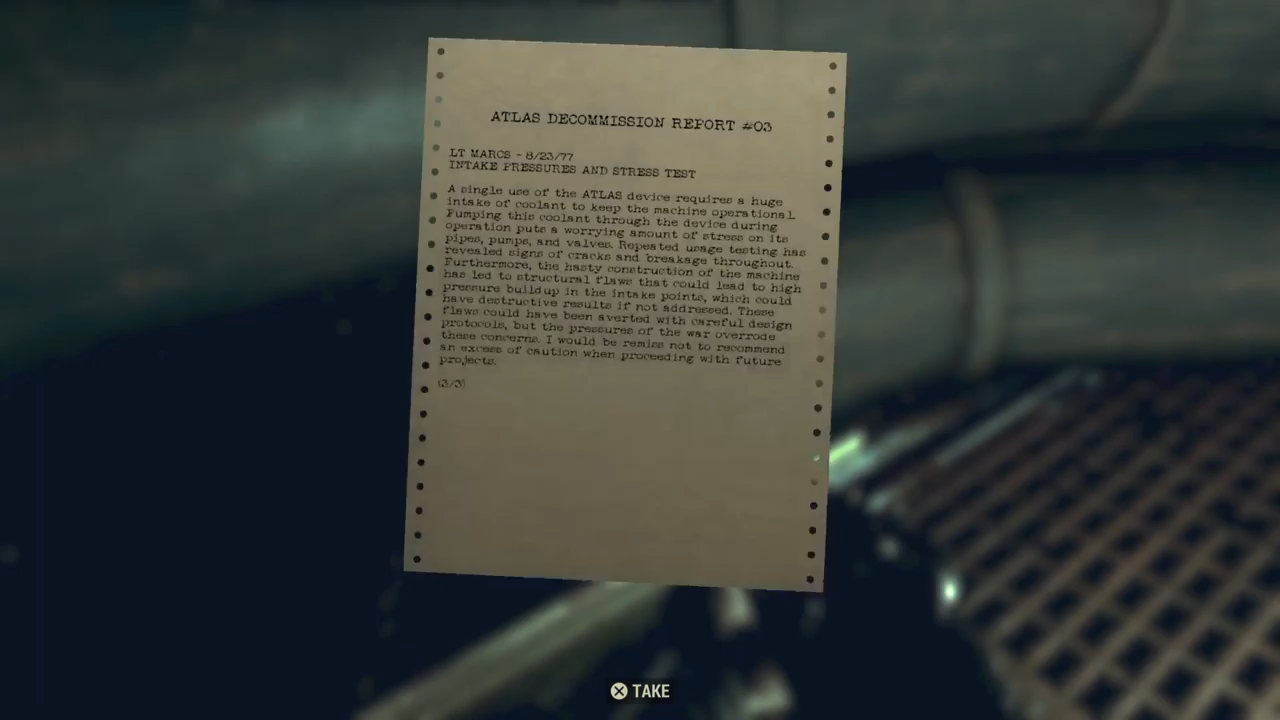 ATLAS DECOMMISSION REPORT #03
LT MARCS - 8/23/77
INTAKE PRESSURES AND STRESS TEST
A single use of the ATLAS device requires a huge
intake of coolant to keep the machine operational.
Pumping this coolant through the device during
operation puts a worrying amount of stress on its
pipes, pumps, and valves. Repeated usage testing has
revealed signs of cracks and breakage throughout.
Furthermore, the hasty construction of the machine
has led to structural flaws that could lead to high
pressure buildup in the intake points, which could
have destructive results if not addressed. These
flaws could have been averted with careful design
protocols, but the pressures of the war overrode
these concerns. I would be remiss not to recommend
an excess of caution when proceeding with future
projects.
(3/3)
TAKE